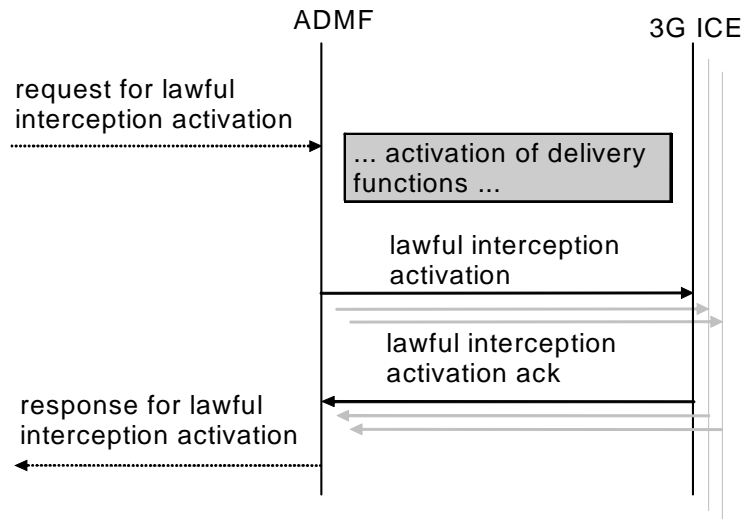 ADMF
3G ICE
request for lawful
interception activation
... activation of delivery
functions ...
lawful interception
activation
lawful interception
activation ack
response for lawful
interception activation